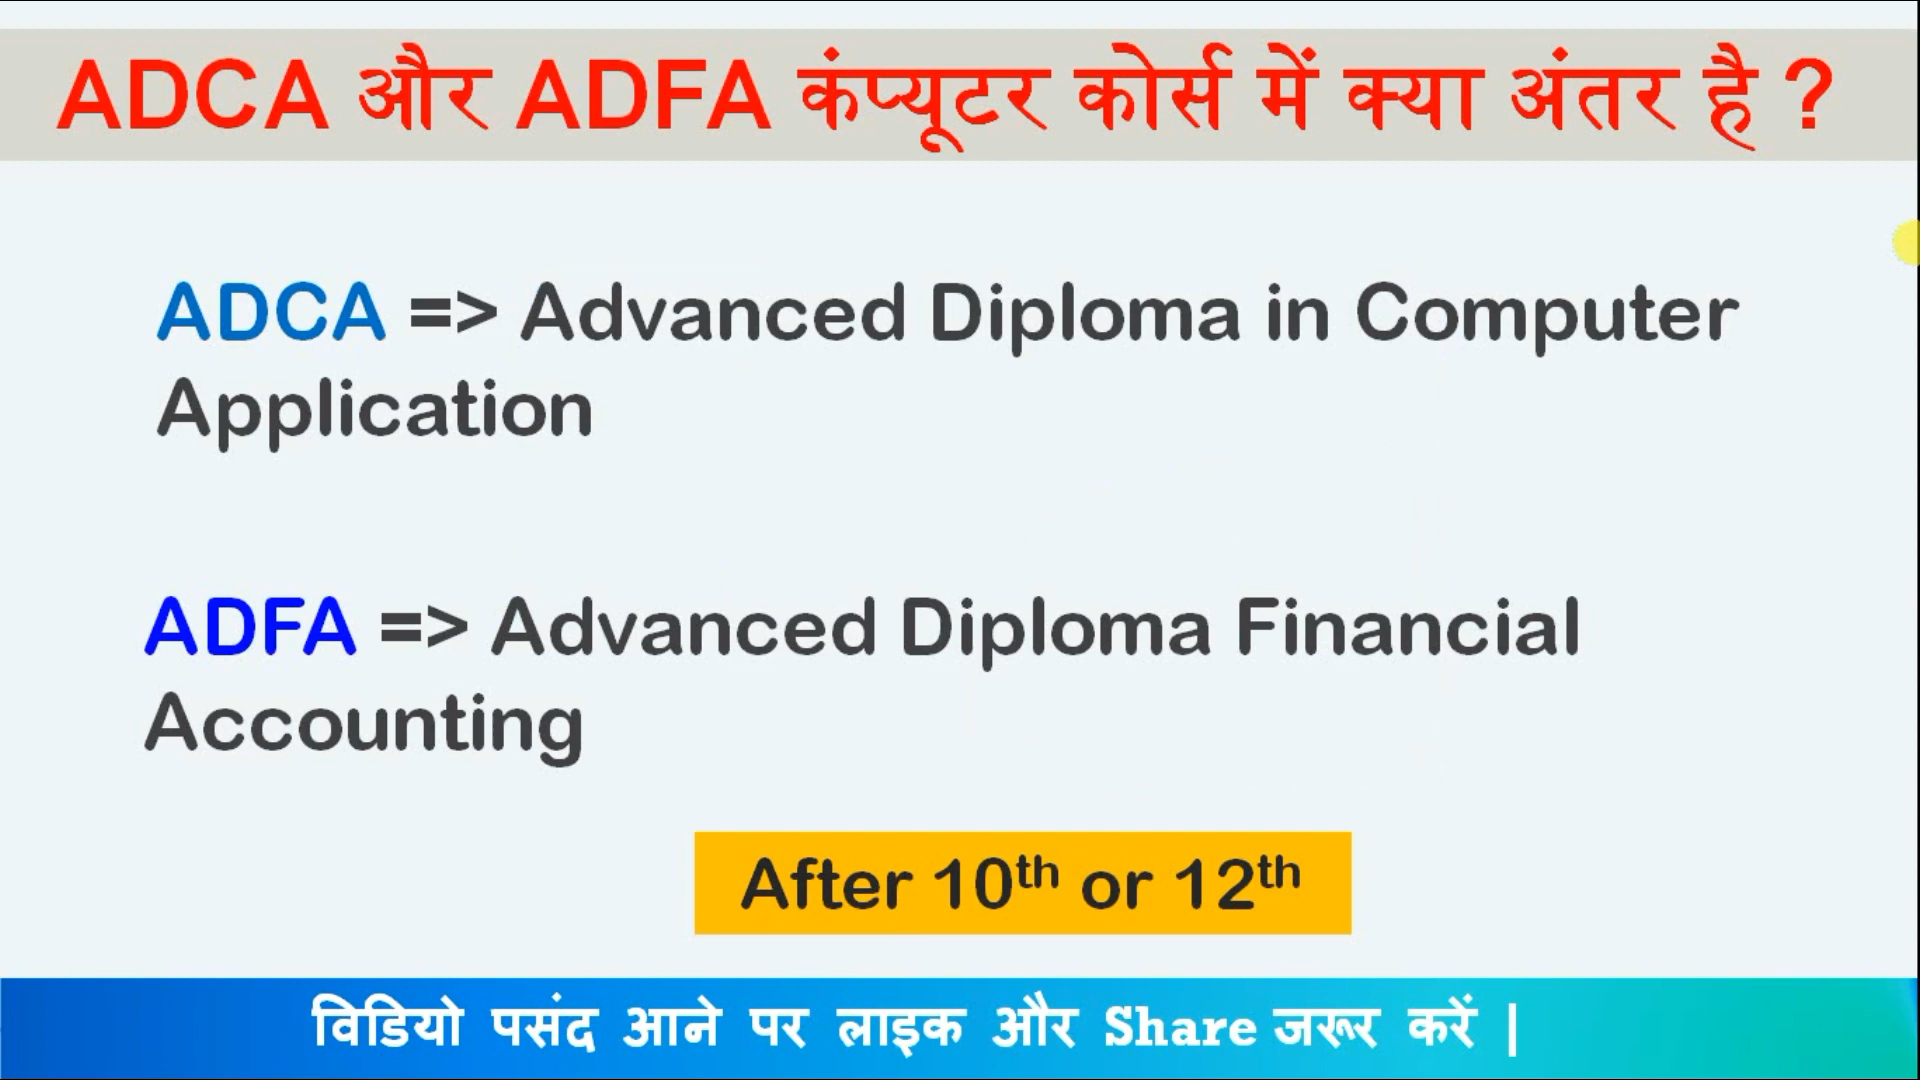 ADCA और ADFA कंप्यूटर कोर्स में क्या अंतर है ?
ADCA => Advanced Diploma in Computer
Application
ADFA => Advanced Diploma Financial
Accounting
After 10th or 12th
विडियो पसंद आने पर लाइक और Share जरूर करें |